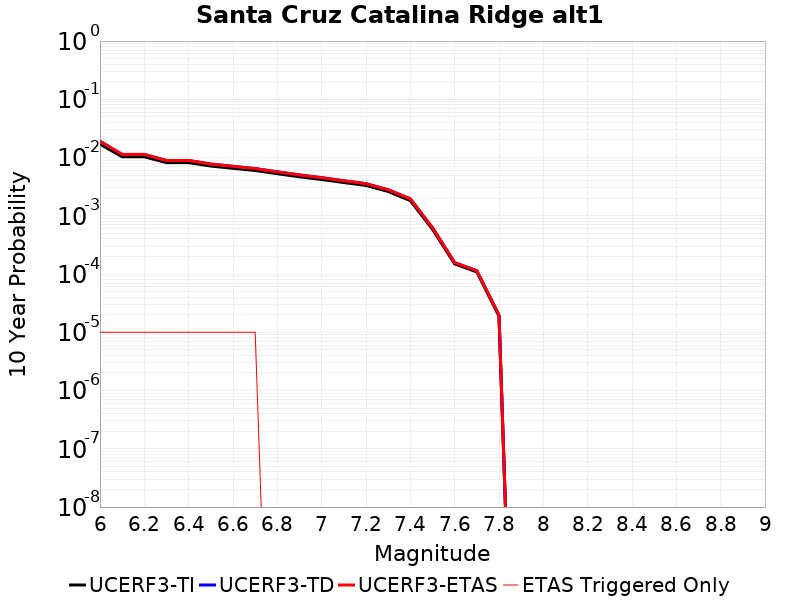 Santa Cruz Catalina Ridge alt1
10 Year Probability
10^0
10^-1
10^-2
10^-3
10^-4
10^-5
10^-6
10^-7
10^-8
6 6.2 6.4 6.6 6.8 7 7.2 7.4 7.6 7.8 8 8.2 8.4 8.6 8.8 9
Magnitude
UCERF3-TI UCERF3-TD UCERF3-ETAS ETAS Triggered Only